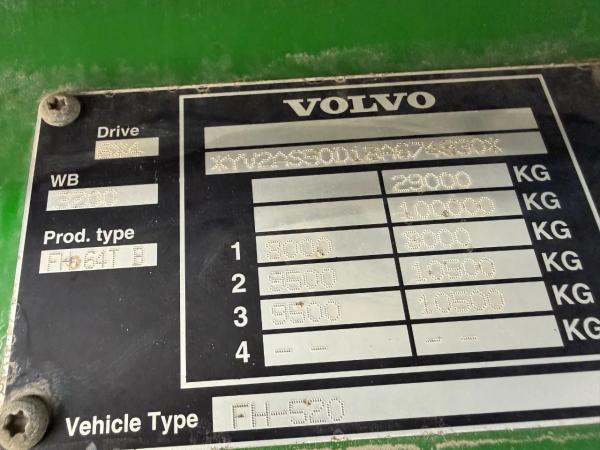 VOLVO
Drive
6X4
WB
3200
Prod. type
FH 64T B
29000 KG
100000 KG
1 8000 8000 KG
2 9500 10500 KG
3 9500 10500 KG
4 -- -- KG
Vehicle Type FH-520